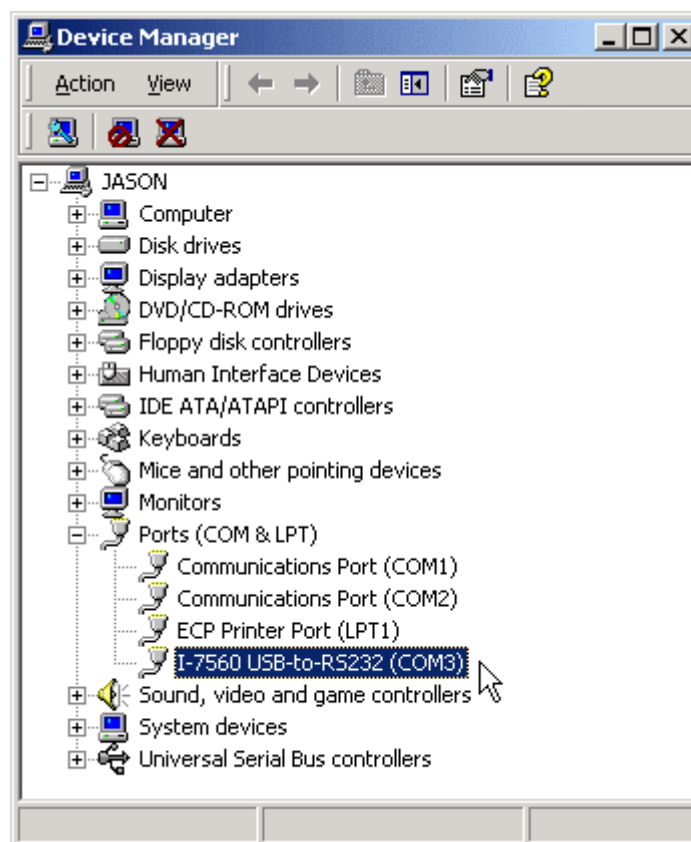 Device Manager
Action View
JASON
Computer
Disk drives
Display adapters
DVD/CD-ROM drives
Floppy disk controllers
Human Interface Devices
IDE ATA/ATAPI controllers
Keyboards
Mice and other pointing devices
Monitors
Ports (COM & LPT)
Communications Port (COM1)
Communications Port (COM2)
ECP Printer Port (LPT1)
I-7560 USB-to-RS232 (COM3)
Sound, video and game controllers
System devices
Universal Serial Bus controllers